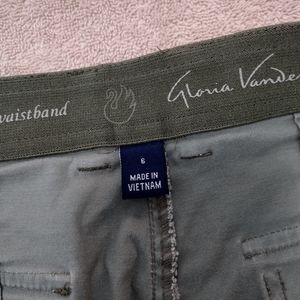 waistband
Gloria Vande
6
MADE IN
VIETNAM